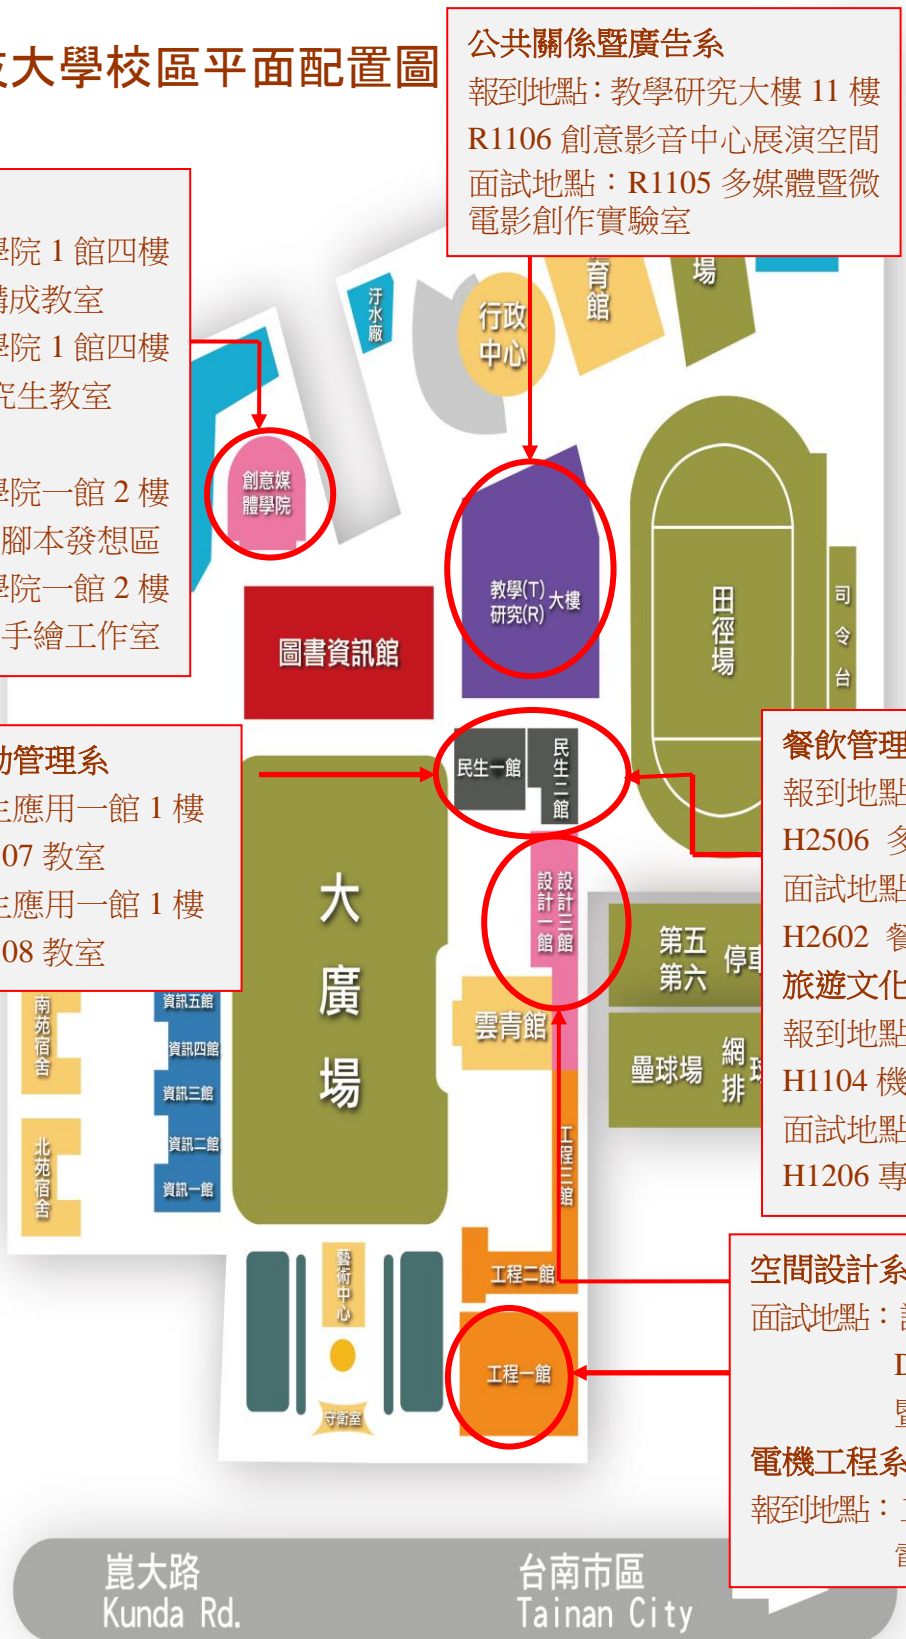 大學校區平面配置圖
公共關係暨廣告系
報到地點：教學研究大樓 11 樓
R1106 創意影音中心展演空間
面試地點：R1105 多媒體暨微
電影創作實驗室
學院 1 館四樓
構成教室
學院 1 館四樓
究生教室
學院一館 2 樓
腳本發想區
學院一館 2 樓
手繪工作室
汙水廠
行政
中心
育館
場
創意媒
體學院
教學(T)
研究(R) 大樓
圖書資訊館
田徑場
司令台
民生一館
民生二館
動管理系
生應用一館 1 樓
07 教室
生應用一館 1 樓
08 教室
餐飲管理
報到地點
H2506 多
面試地點
H2602 餐
旅遊文化
報到地點
H1104 機
面試地點
H1206 專
大廣場
設計一館
設計三館
第五
第六
停車
雲青館
壘球場
網
排
球
南苑宿舍
北苑宿舍
資訊五館
資訊四館
資訊三館
資訊二館
資訊一館
工程三館
藝術中心
工程二館
工程一館
守衛室
空間設計系
面試地點：設
D
暨
電機工程系
報到地點：工
電
崑大路
Kunda Rd.
台南市區
Tainan City